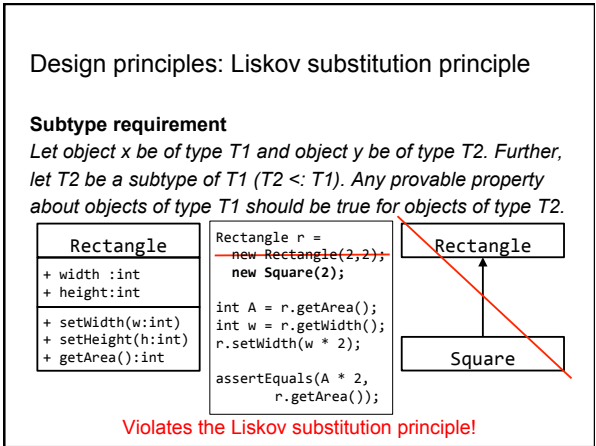 Design principles: Liskov substitution principle
Subtype requirement
Let object x be of type T1 and object y be of type T2. Further,
let T2 be a subtype of T1 (T2 <: T1). Any provable property
about objects of type T1 should be true for objects of type T2.
Rectangle
+ width :int
+ height:int
+ setWidth(w:int)
+ setHeight(h:int)
+ getArea():int
Rectangle r =
new Rectangle(2,2);
new Square(2);
int A = r.getArea();
int w = r.getWidth();
r.setWidth(w * 2);
assertEquals(A * 2,
r.getArea());
Rectangle
Square
Violates the Liskov substitution principle!